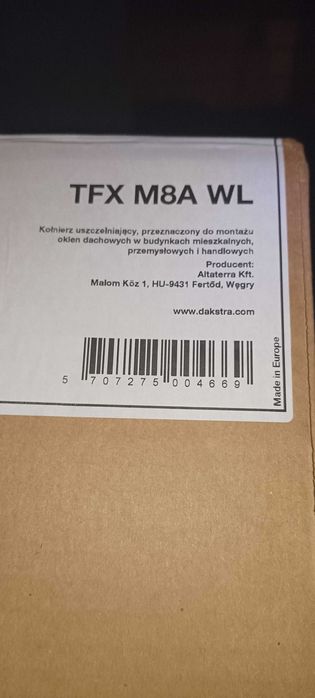 TFX M8A WL
Kołnierz uszczelniający, przeznaczony do montażu
okien dachowych w budynkach mieszkalnych,
przemysłowych i handlowych
Producent:
Altaterra Kft.
Malom Köz 1, HU-9431 Fertőd, Węgry
www.dakstra.com
5 707275 004669
Made in Europe